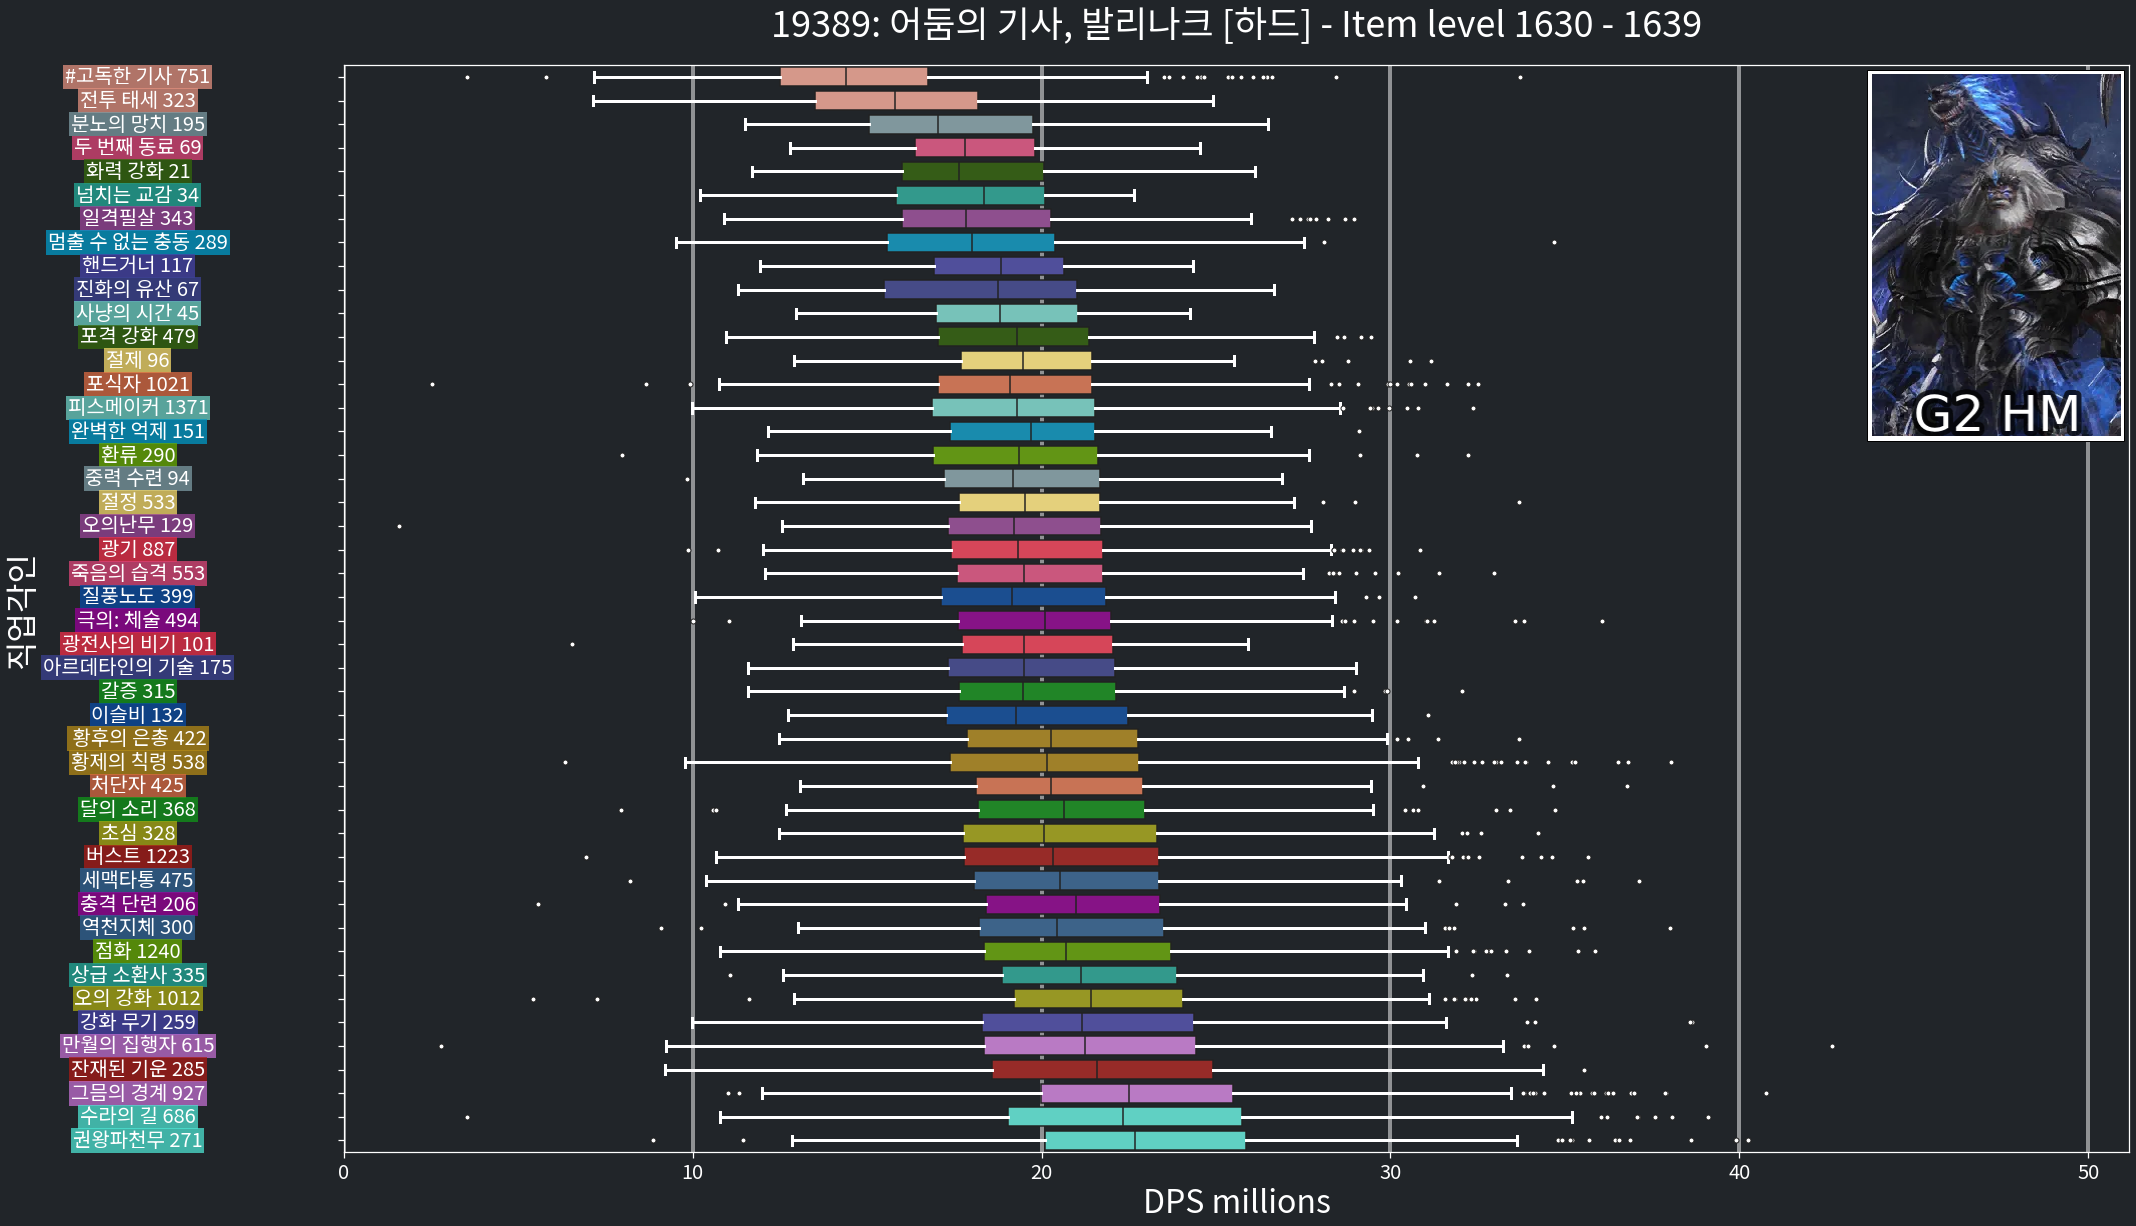 19389: 어둠의 기사, 발리나크 [하드] - Item level 1630 - 1639
#고독한 기사 751
전투 태세 323
분노의 망치 195
두 번째 동료 69
화력 강화 21
넘치는 교감 34
일격필살 343
멈출 수 없는 충동 289
핸드거너 117
진화의 유산 67
사냥의 시간 45
포격 강화 479
절제 96
포식자 1021
피스메이커 1371
완벽한 억제 151
환류 290
중력 수련 94
절정 533
오의난무 129
광기 887
죽음의 습격 553
질풍노도 399
극의: 체술 494
광전사의 비기 101
아르데타인의 기술 175
갈증 315
이슬비 132
황후의 은총 422
황제의 칙령 538
처단자 425
달의 소리 368
초심 328
버스트 1223
세맥타통 475
충격 단련 206
역천지체 300
점화 1240
상급 소환사 335
오의 강화 1012
강화 무기 259
만월의 집행자 615
잔재된 기운 285
그믐의 경계 927
수라의 길 686
권왕파천무 271
직업각인
G2 HM
0 10 20 30 40 50
DPS millions